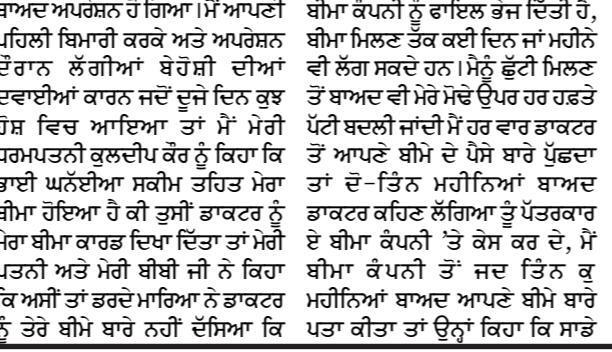 ਬਾਅਦ ਅਪਰੇਸ਼ਨ ਹੋ ਗਿਆ।ਮੈਂ ਆਪਣੀ
ਪਹਿਲੀ ਬਿਮਾਰੀ ਕਰਕੇ ਅਤੇ ਅਪਰੇਸ਼ਨ
ਦੌਰਾਨ ਲੱਗੀਆਂ ਬੇਹੋਸ਼ੀ ਦੀਆਂ
ਦਵਾਈਆਂ ਕਾਰਨ ਜਦੋਂ ਦੂਜੇ ਦਿਨ ਕੁਝ
ਹੋਸ਼ ਵਿਚ ਆਇਆ ਤਾਂ ਮੈਂ ਮੇਰੀ
ਧਰਮਪਤਨੀ ਕੁਲਦੀਪ ਕੌਰ ਨੂੰ ਕਿਹਾ ਕਿ
ਭਾਈ ਘਨੱਈਆ ਸਕੀਮ ਤਹਿਤ ਮੇਰਾ
ਬੀਮਾ ਹੋਇਆ ਹੈ ਕੀ ਤੁਸੀਂ ਡਾਕਟਰ ਨੂੰ
ਮੇਰਾ ਬੀਮਾ ਕਾਰਡ ਦਿਖਾ ਦਿੱਤਾ ਤਾਂ ਮੇਰੀ
ਪਤਨੀ ਅਤੇ ਮੇਰੀ ਬੀਬੀ ਜੀ ਨੇ ਕਿਹਾ
ਕਿ ਅਸੀਂ ਤਾਂ ਡਰਦੇ ਮਾਰਿਆ ਨੇ ਡਾਕਟਰ
ਨੂੰ ਤੇਰੇ ਬੀਮੇ ਬਾਰੇ ਨਹੀਂ ਦੱਸਿਆ ਕਿ
ਬੀਮਾ ਕੰਪਨੀ ਨੂੰ ਫਾਇਲ ਭੇਜ ਦਿੱਤੀ ਹੈ,
ਬੀਮਾ ਮਿਲਣ ਤੱਕ ਕਈ ਦਿਨ ਜਾਂ ਮਹੀਨੇ
ਵੀ ਲੱਗ ਸਕਦੇ ਹਨ।ਮੈਨੂੰ ਛੁੱਟੀ ਮਿਲਣ
ਤੋਂ ਬਾਅਦ ਵੀ ਮੇਰੇ ਮੋਢੇ ਉਪਰ ਹਰ ਹਫਤੇ
ਪੱਟੀ ਬਦਲੀ ਜਾਂਦੀ ਮੈਂ ਹਰ ਵਾਰ ਡਾਕਟਰ
ਤੋਂ ਆਪਣੇ ਬੀਮੇ ਦੇ ਪੈਸੇ ਬਾਰੇ ਪੁੱਛਦਾ
ਤਾਂ ਦੋ-ਤਿੰਨ ਮਹੀਨਿਆਂ ਬਾਅਦ
ਡਾਕਟਰ ਕਹਿਣ ਲੱਗਿਆ ਤੂੰ ਪੱਤਰਕਾਰ
ਏ ਬੀਮਾ ਕੰਪਨੀ 'ਤੇ ਕੇਸ ਕਰ ਦੇ, ਮੈਂ
ਬੀਮਾ ਕੰਪਨੀ ਤੋਂ ਜਦ ਤਿੰਨ ਕੁ
ਮਹੀਨਿਆਂ ਬਾਅਦ ਆਪਣੇ ਬੀਮੇ ਬਾਰੇ
ਪਤਾ ਕੀਤਾ ਤਾਂ ਉਨ੍ਹਾਂ ਕਿਹਾ ਕਿ ਸਾਡੇ